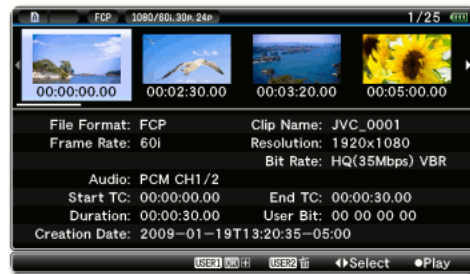 A FCP 1080/60i.30P.24P 1/25
00:00:00.00 00:02:30.00 00:03:20.00 00:05:00.00
File Format: FCP Clip Name: JVC_0001
Frame Rate: 60i Resolution: 1920x1080
Bit Rate: HQ(35Mbps) VBR
Audio: PCM CH1/2
Start TC: 00:00:00.00 End TC: 00:00:30.00
Duration: 00:00:30.00 User Bit: 00 00 00 00
Creation Date: 2009-01-19T13:20:35-05:00
USER1 OK USER2 Select Play